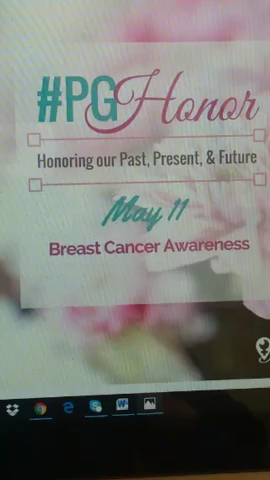 #PGHonor
Honoring our Past, Present, & Future
May 11
Breast Cancer Awareness